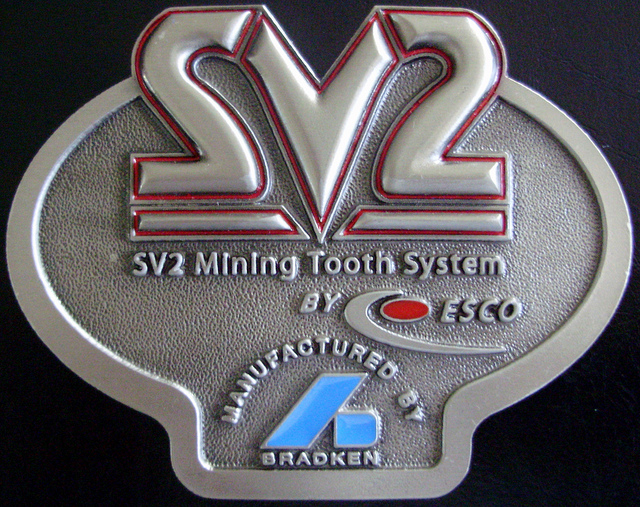 SV2
SV2 Mining Tooth System
BY ESCO
MANUFACTURED BY
BRADKEN